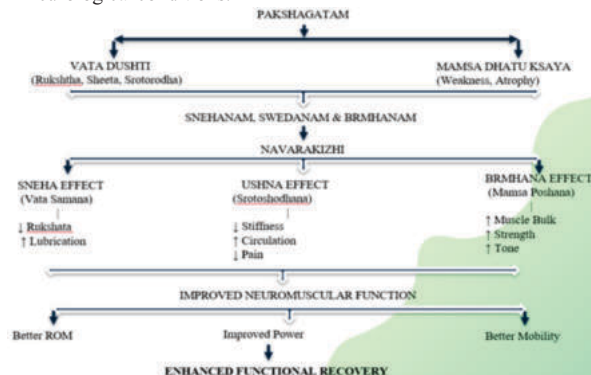 PAKSHAGATAM
VATA DUSHTI
(Rukshtha, Sheeta, Srotorodha)
MAMSA DHATU KSAYA
(Weakness, Atrophy)
SNEHANAM, SWEDANAM & BRMHANAM
NAVARAKIZHI
SNEHA EFFECT
(Vata Samana)
↓ Rukshata
↑ Lubrication
USHNA EFFECT
(Srotoshodhana)
↓ Stiffness
↑ Circulation
↓ Pain
BRMHANA EFFECT
(Mamsa Poshana)
↑ Muscle Bulk
↑ Strength
↑ Tone
IMPROVED NEUROMUSCULAR FUNCTION
Better ROM
Improved Power
Better Mobility
ENHANCED FUNCTIONAL RECOVERY